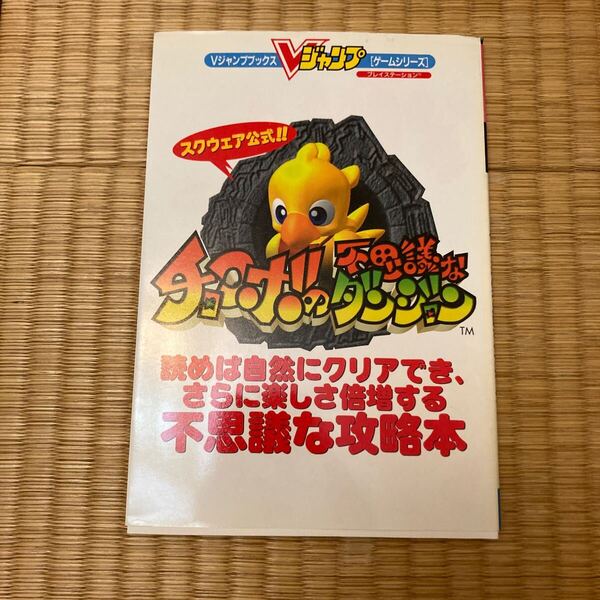 Vジャンプブックス Vジャンプ [ゲームシリーズ]
プレイステーション™
スクウェア公式!!
チョコボの不思議なダンジョン™
読めば自然にクリアでき、
さらに楽しさ倍増する
不思議な攻略本